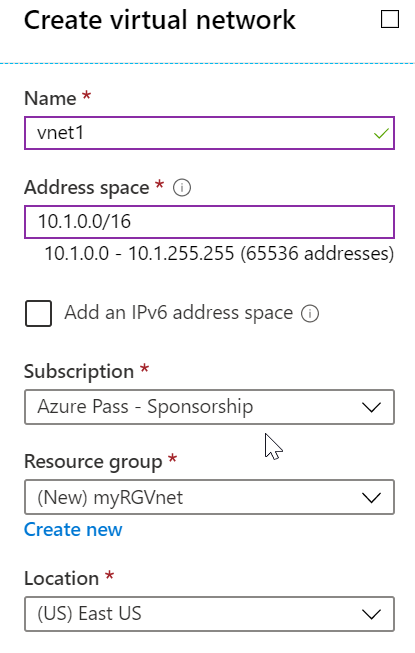 Create virtual network
Name *
vnet1
Address space *
10.1.0.0/16
10.1.0.0 - 10.1.255.255 (65536 addresses)
Add an IPv6 address space
Subscription *
Azure Pass - Sponsorship
Resource group *
(New) myRGVnet
Create new
Location *
(US) East US